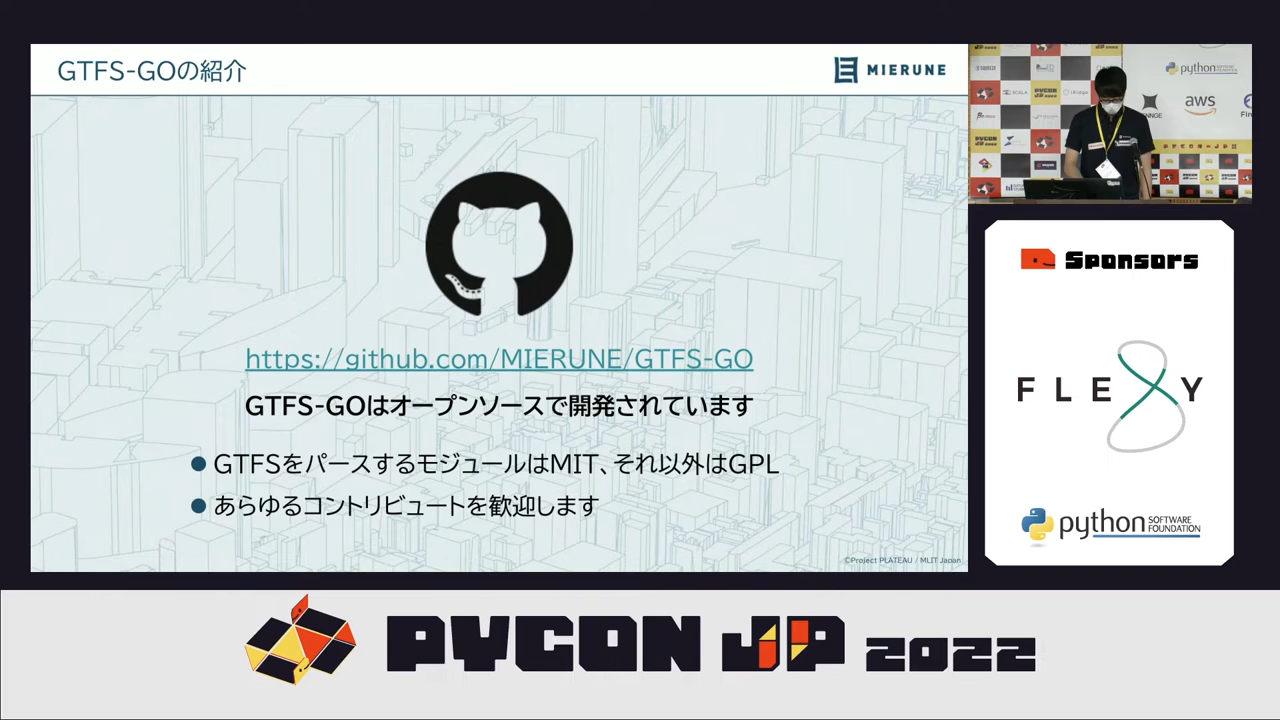 GTFS-GOの紹介
MIERUNE
https://github.com/MIERUNE/GTFS-GO
GTFS-GOはオープンソースで開発されています
GTFSをパースするモジュールはMIT、それ以外はGPL
あらゆるコントリビュートを歓迎します
©Project PLATEAU / MLIT Japan
python
aws
Sponsors
FLEXY
python SOFTWARE FOUNDATION
PYCON JP 2022